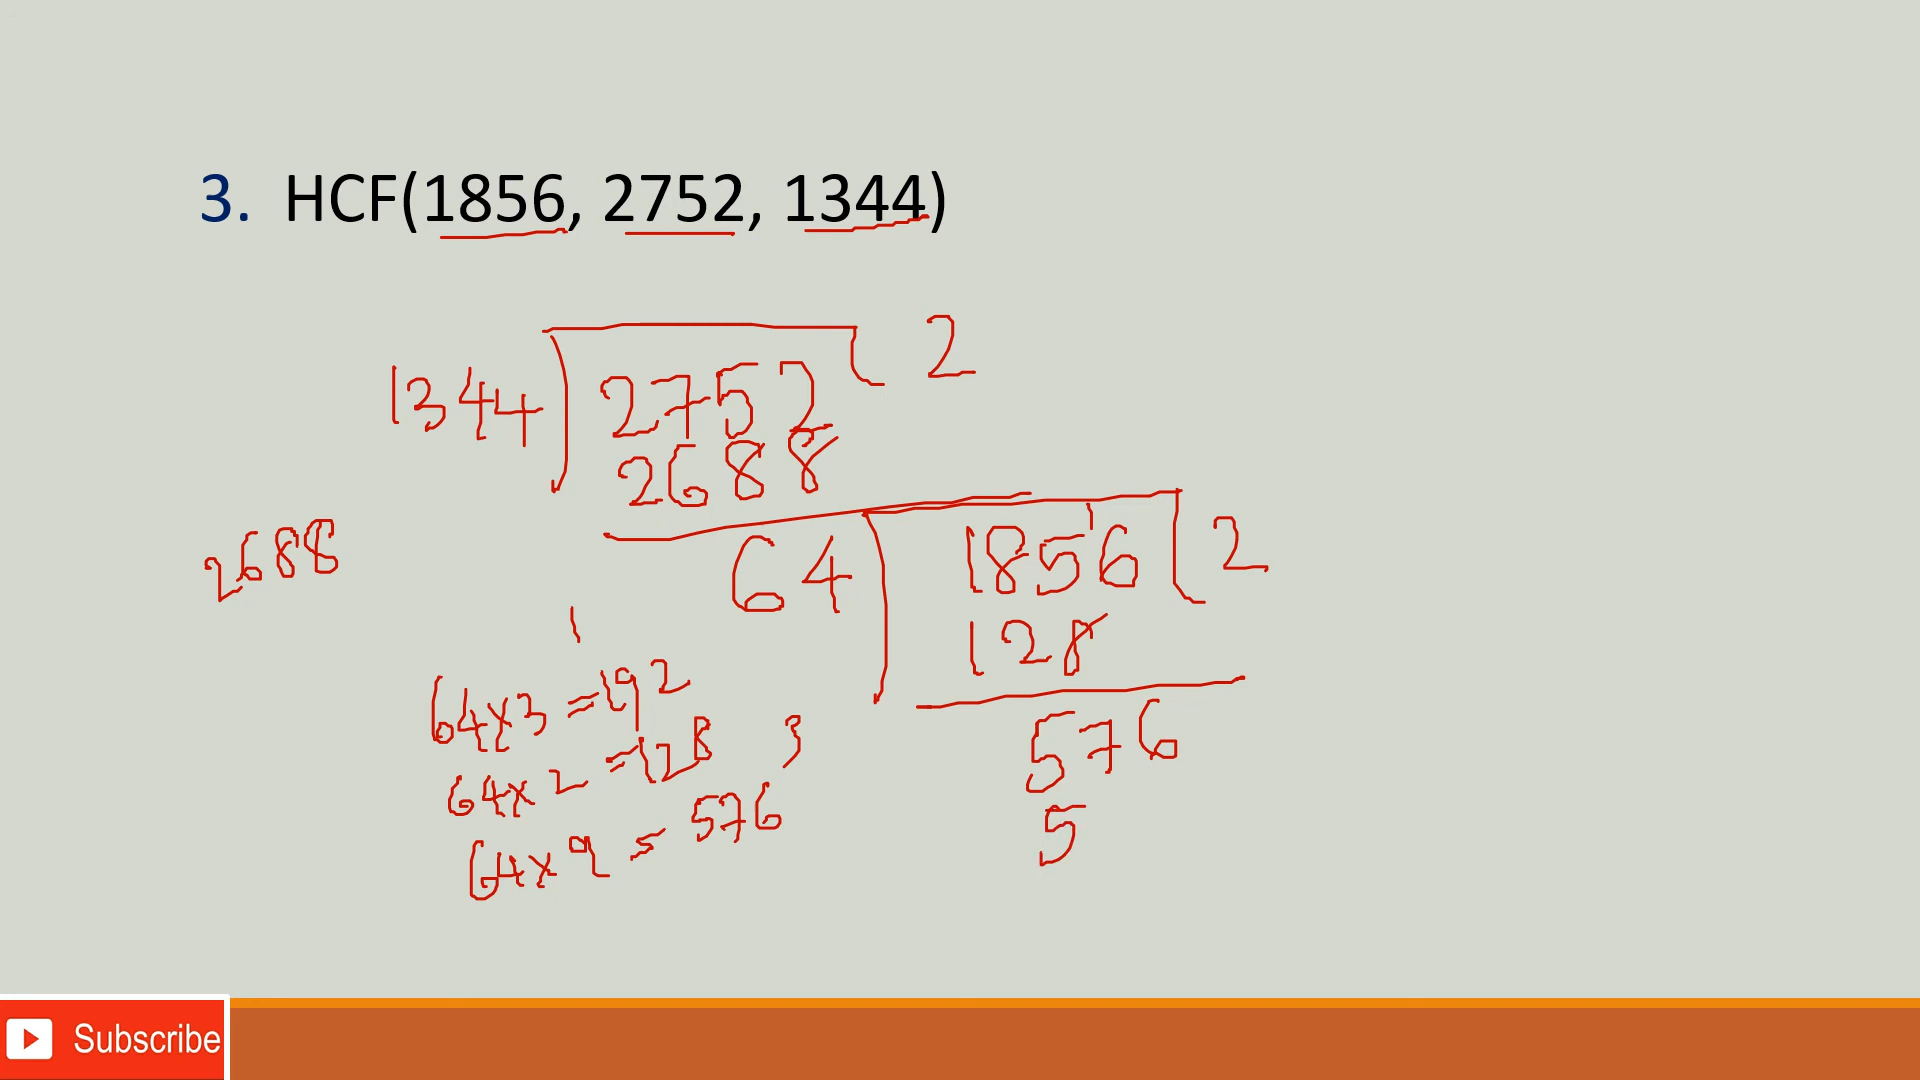 3. HCF(1856, 2752, 1344)
1344 2752 2
2688
64 1856 2
128
576
5
2688
1
64x3 = 192
64x2 = 128
3
64x9 = 576
Subscribe